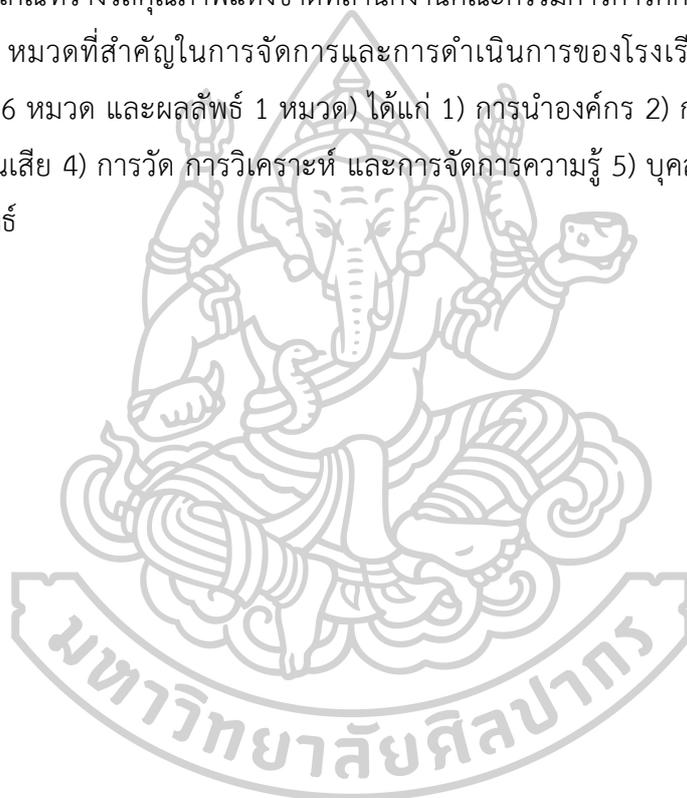 หมวดที่สำคัญในการจัดการและการดำเนินการของโรงเรี
6 หมวด และผลลัพธ์ 1 หมวด) ได้แก่ 1) การนำองค์กร 2)
นเสีย 4) การวัด การวิเคราะห์ และการจัดการความรู้ 5)
ธ์
มหาวิทยาลัยศิลปากร